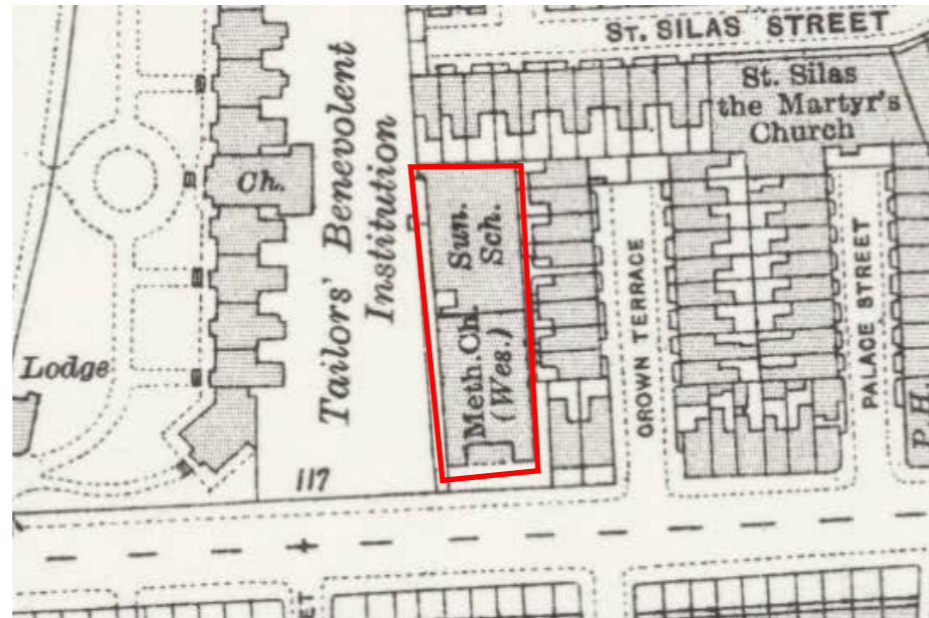 ST. SILAS STREET
St. Silas
the Martyr's
Church
Tailors' Benevolent
Institution
Ch.
Sun.
Sch.
Meth. Ch.
(Wes.)
CROWN TERRACE
PALACE STREET
P. H.
Lodge
117